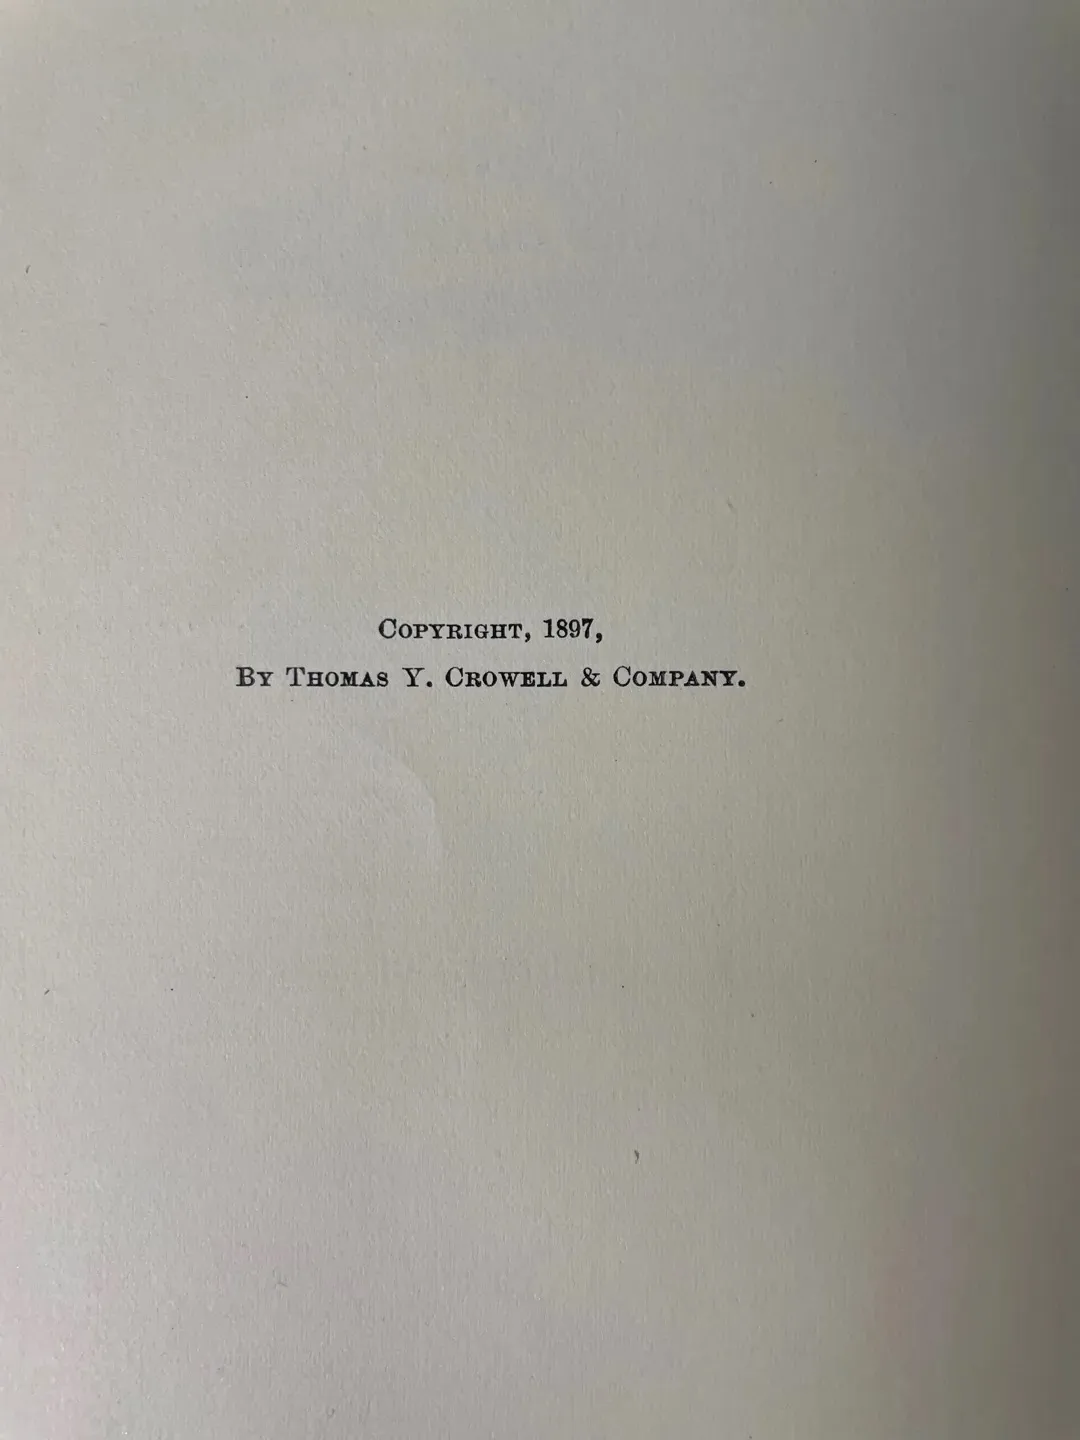 Copyright, 1897,
By Thomas Y. Crowell & Company.